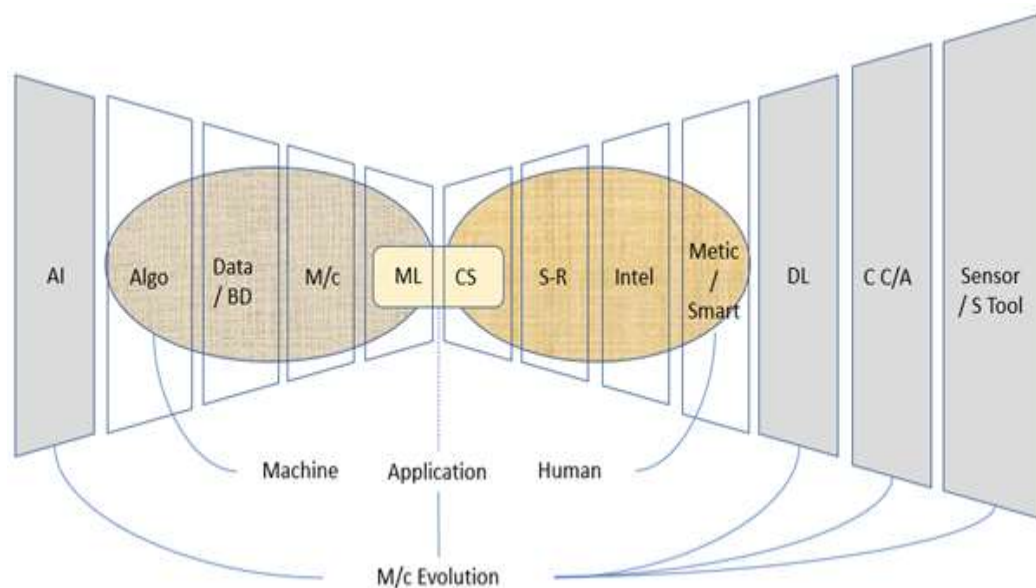 AI
Algo
Data
/ BD
M/c
ML
CS
S-R
Intel
Metic
/
Smart
DL
C C/A
Sensor
/ S Tool
Machine
Application
Human
M/c Evolution